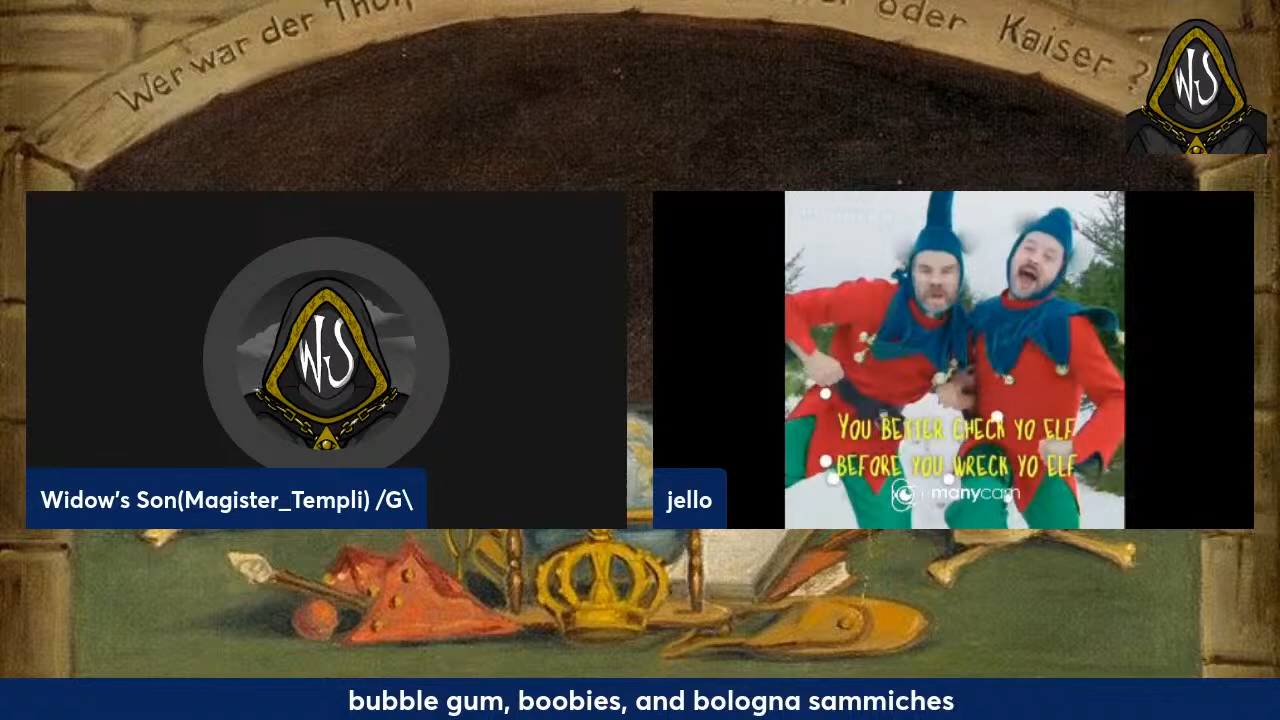 Wer war der Thor
oder Kaiser ?
WS
WS
Widow's Son(Magister_Templi) /G\
jello
YOU BETTER CHECK YO ELF
BEFORE YOU WRECK YO ELF
manycam
bubble gum, boobies, and bologna sammiches